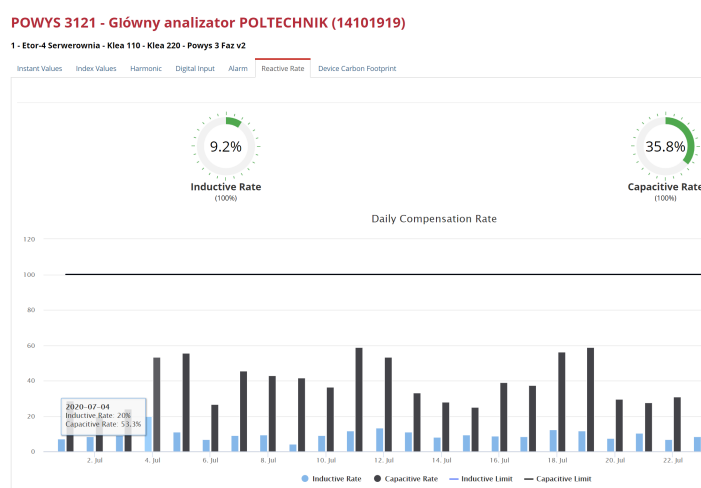 POWYS 3121 - Główny analizator POLTECHNIK (14101919)
1 - Etor-4 Serwerownia - Klea 110 - Klea 220 - Powys 3 Faz v2
Instant Values Index Values Harmonic Digital Input Alarm Reactive Rate Device Carbon Footprint
9.2% 35.8%
Inductive Rate Capacitive Rate
(100%) (100%)
Daily Compensation Rate
120
100
80
60
40
20
0
2020-07-04
Inductive Rate: 20%
Capacitive Rate: 53,3%
2. Jul 4. Jul 6. Jul 8. Jul 10. Jul 12. Jul 14. Jul 16. Jul 18. Jul 20. Jul 22. Jul
Inductive Rate Capacitive Rate Inductive Limit Capacitive Limit